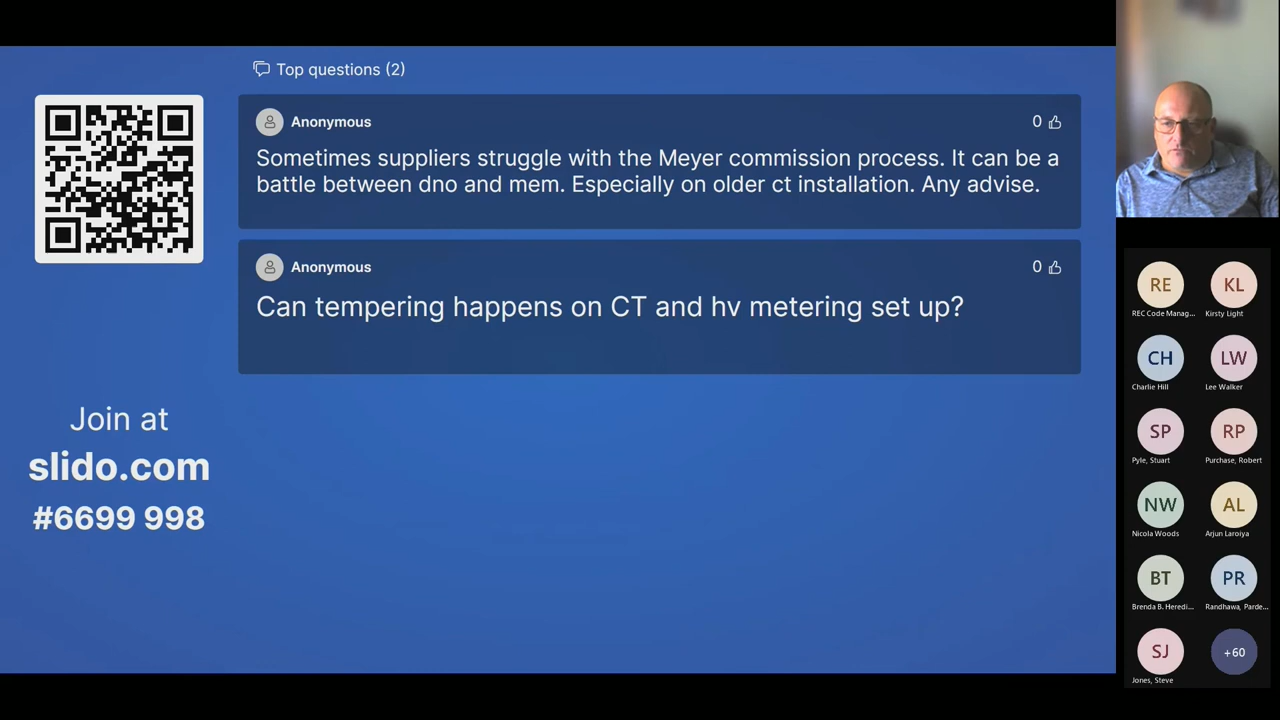 Top questions (2)
Anonymous
0
Sometimes suppliers struggle with the Meyer commission process. It can be a
battle between dno and mem. Especially on older ct installation. Any advise.
Anonymous
0
Can tempering happens on CT and hv metering set up?
Join at
slido.com
#6699 998
RE
KL
REC Code Manag...
Kirsty Light
CH
LW
Charlie Hill
Lee Walker
SP
RP
Pyle, Stuart
Purchase, Robert
NW
AL
Nicola Woods
Arjun Laroiya
BT
PR
Brenda B. Heredi...
Randhawa, Parde...
SJ
+60
Jones, Steve